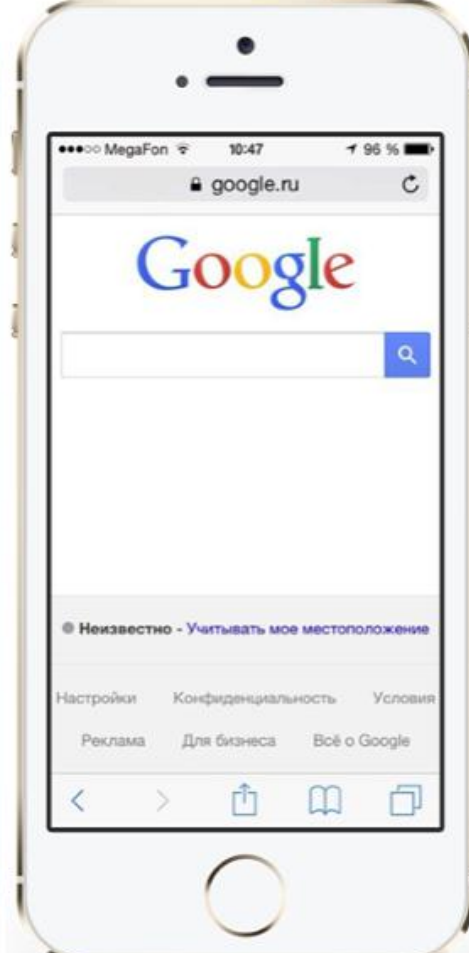 MegaFon 10:47 96 %
google.ru
Google
Неизвестно - Учитывать мое местоположение
Настройки Конфиденциальность Условия
Реклама Для бизнеса Всё о Google